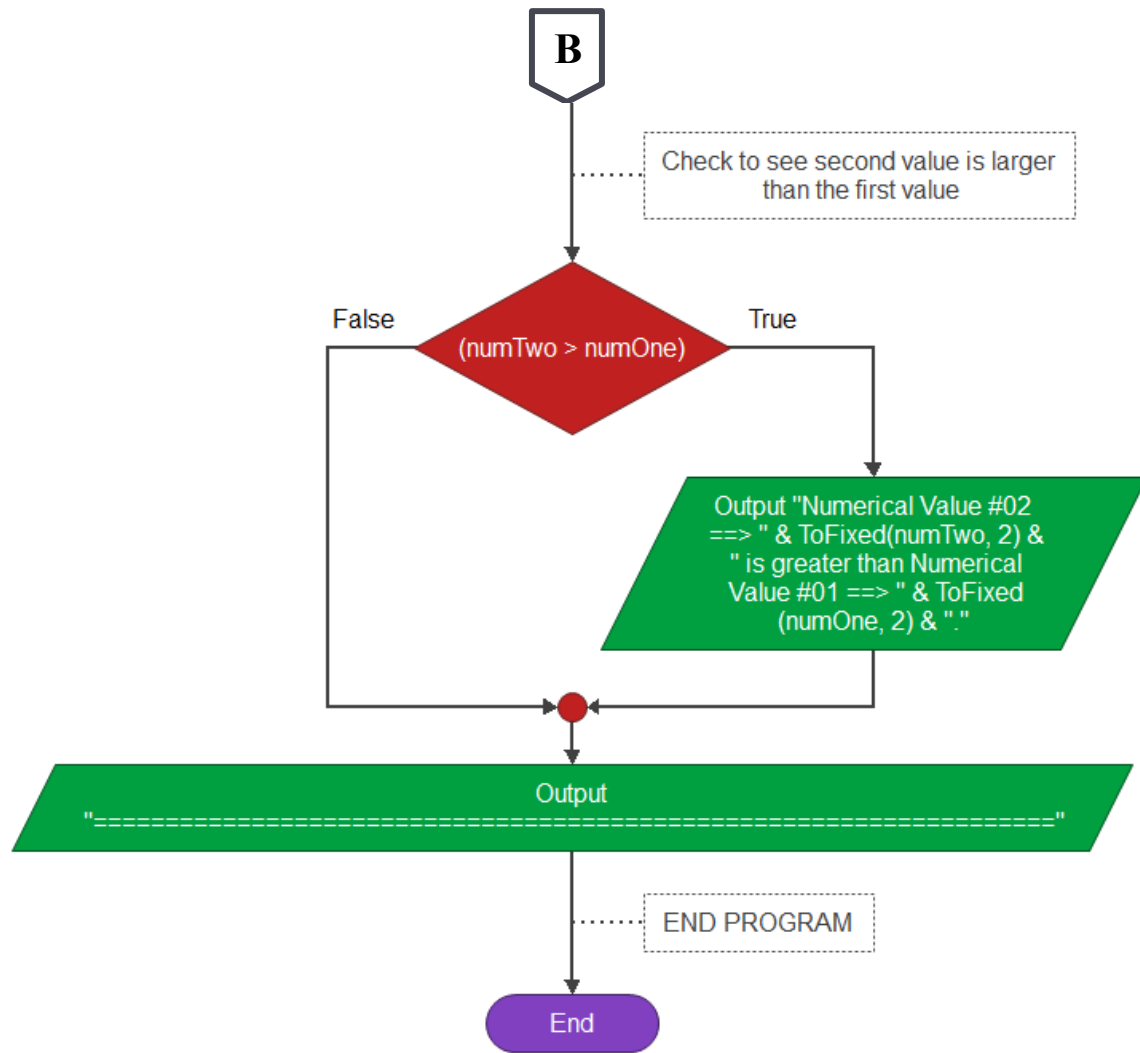 B
Check to see second value is larger
than the first value
False
True
(numTwo > numOne)
Output "Numerical Value #02
==> " & ToFixed(numTwo, 2) &
" is greater than Numerical
Value #01 ==> " & ToFixed
(numOne, 2) & "."
Output
"==================================================================="
END PROGRAM
End